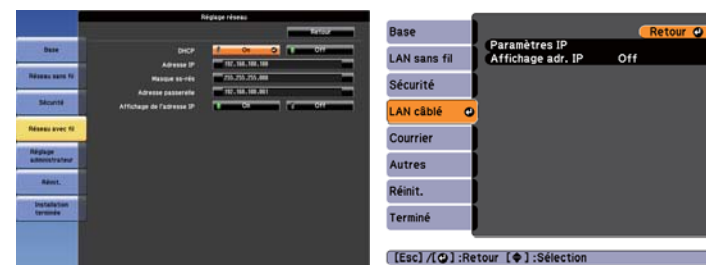 Réglage réseau
Retour
Base
Réseau sans fil
Sécurité
Réseau avec fil
Réglage administrateur
Réinit.
Installation terminée
DHCP On Off
Adresse IP 192.168.100.100
Masque ss-rés 255.255.255.000
Adresse passerelle 192.168.100.001
Affichage de l'adresse IP On Off
Base
LAN sans fil
Sécurité
LAN câblé
Courrier
Autres
Réinit.
Terminé
Retour
Paramètres IP
Affichage adr. IP Off
[Esc] /[ ] :Retour [ ] :Sélection